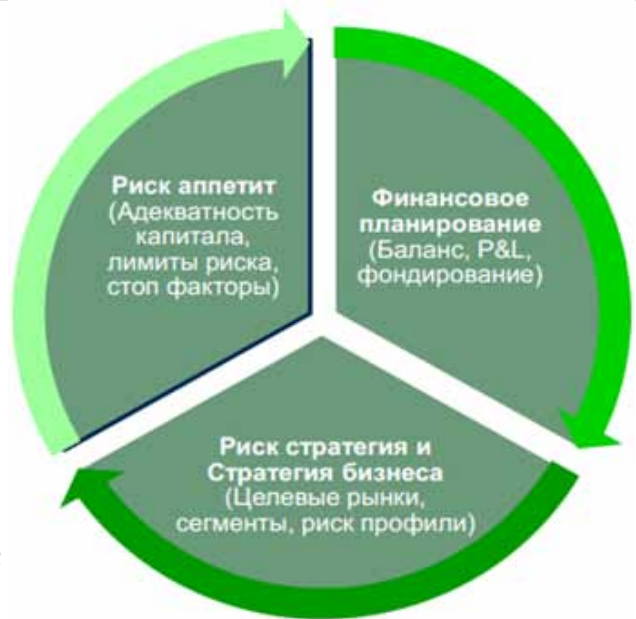 Риск аппетит
(Адекватность
капитала,
лимиты риска,
стоп факторы)
Финансовое
планирование
(Баланс, P&L,
фондирование)
Риск стратегия и
Стратегия бизнеса
(Целевые рынки,
сегменты, риск профили)